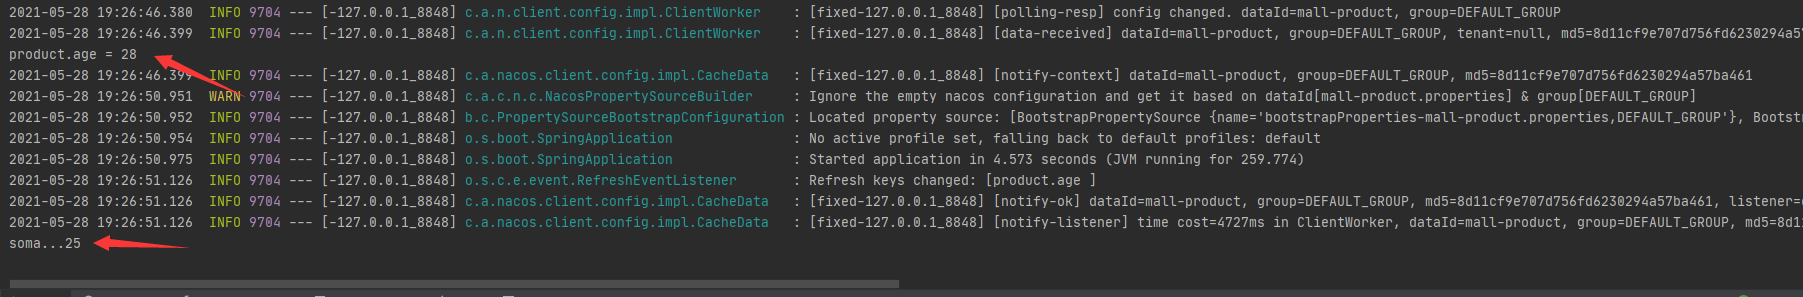 2021-05-28 19:26:46.380  INFO 9704 --- [-127.0.0.1_8848] c.a.n.client.config.impl.ClientWorker    : [fixed-127.0.0.1_8848] [polling-resp] config changed. dataId=mall-product, group=DEFAULT_GROUP
2021-05-28 19:26:46.399  INFO 9704 --- [-127.0.0.1_8848] c.a.n.client.config.impl.ClientWorker    : [fixed-127.0.0.1_8848] [data-received] dataId=mall-product, group=DEFAULT_GROUP, tenant=null, md5=8d11cf9e707d756fd6230294a5
product.age = 28
2021-05-28 19:26:46.399  INFO 9704 --- [-127.0.0.1_8848] c.a.nacos.client.config.impl.CacheData   : [fixed-127.0.0.1_8848] [notify-context] dataId=mall-product, group=DEFAULT_GROUP, md5=8d11cf9e707d756fd6230294a57ba461
2021-05-28 19:26:50.951  WARN 9704 --- [-127.0.0.1_8848] c.a.c.n.c.NacosPropertySourceBuilder     : Ignore the empty nacos configuration and get it based on dataId[mall-product.properties] & group[DEFAULT_GROUP]
2021-05-28 19:26:50.952  INFO 9704 --- [-127.0.0.1_8848] b.c.PropertySourceBootstrapConfiguration : Located property source: [BootstrapPropertySource {name='bootstrapProperties-mall-product.properties,DEFAULT_GROUP'}, Bootst
2021-05-28 19:26:50.954  INFO 9704 --- [-127.0.0.1_8848] o.s.boot.SpringApplication               : No active profile set, falling back to default profiles: default
2021-05-28 19:26:50.975  INFO 9704 --- [-127.0.0.1_8848] o.s.boot.SpringApplication               : Started application in 4.573 seconds (JVM running for 259.774)
2021-05-28 19:26:51.126  INFO 9704 --- [-127.0.0.1_8848] o.s.c.e.event.RefreshEventListener       : Refresh keys changed: [product.age ]
2021-05-28 19:26:51.126  INFO 9704 --- [-127.0.0.1_8848] c.a.nacos.client.config.impl.CacheData   : [fixed-127.0.0.1_8848] [notify-ok] dataId=mall-product, group=DEFAULT_GROUP, md5=8d11cf9e707d756fd6230294a57ba461, listener=
2021-05-28 19:26:51.126  INFO 9704 --- [-127.0.0.1_8848] c.a.nacos.client.config.impl.CacheData   : [fixed-127.0.0.1_8848] [notify-listener] time cost=4727ms in ClientWorker, dataId=mall-product, group=DEFAULT_GROUP, md5=8d11cf
soma...25